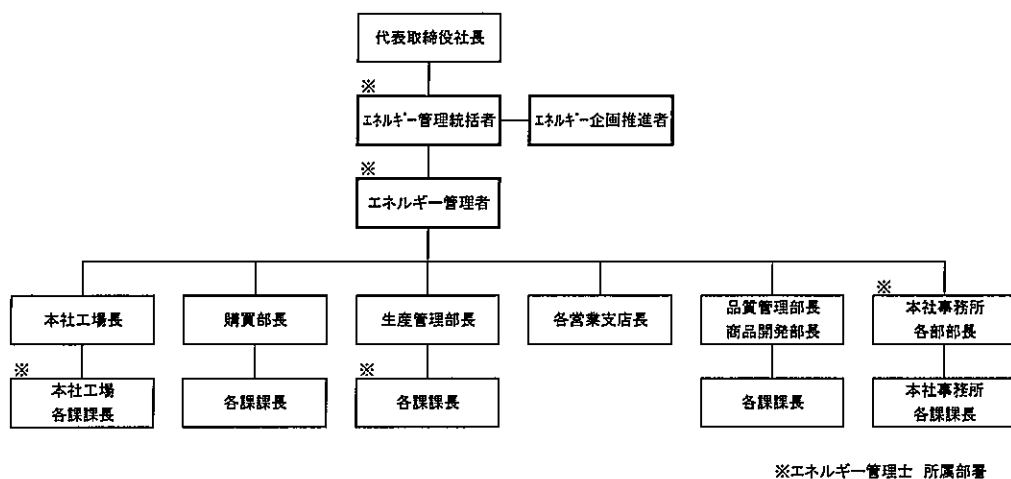 代表取締役社長
※
エネルギー管理統括者
エネルギー企画推進者
※
エネルギー管理者
本社工場長
購買部長
生産管理部長
各営業支店長
品質管理部長
商品開発部長
※
本社事務所
各部部長
※
本社工場
各課課長
各課課長
※
各課課長
各課課長
本社事務所
各課課長
※エネルギー管理士 所属部署